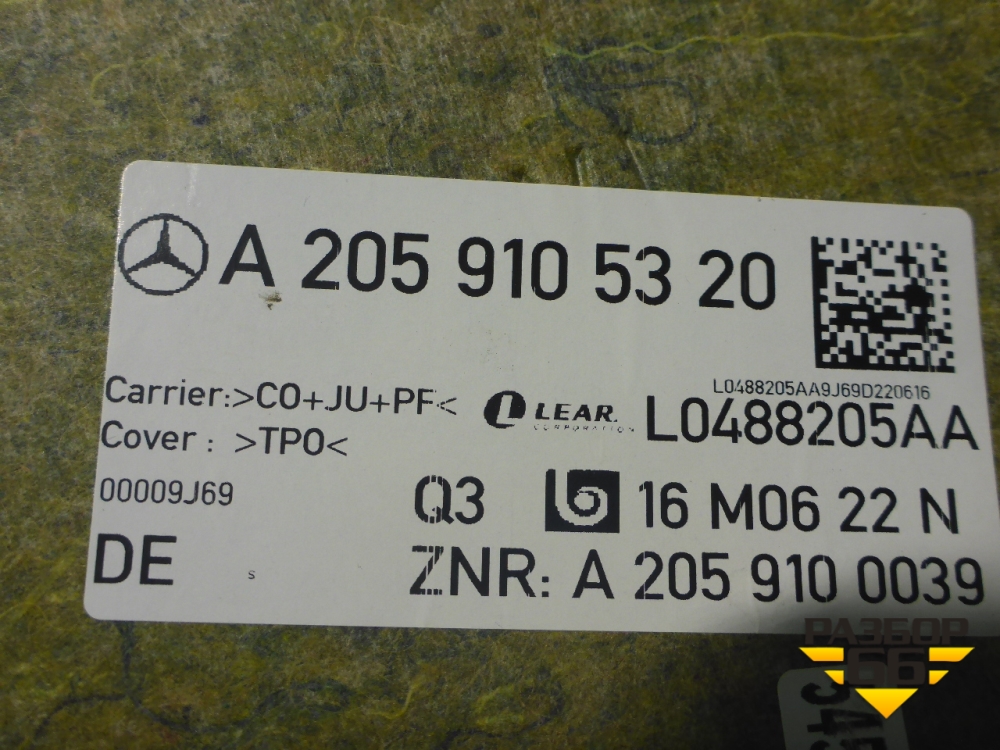 A 205 910 53 20
L0488205AA9J69D220616
Carrier:>CO+JU+PF<
LEAR.
CORPORATION
L0488205AA
Cover : >TPO<
00009J69
Q3
16 M06 22 N
DE
s
ZNR: A 205 910 0039
РАЗБОР
66